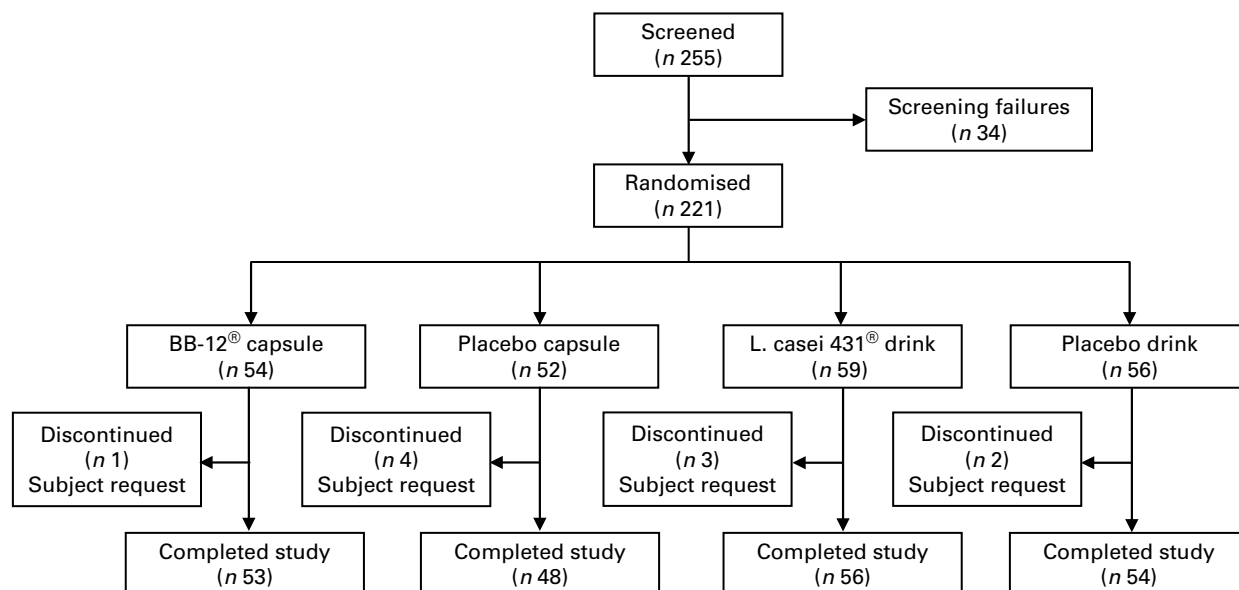 Screened
(n 255)
Screening failures
(n 34)
Randomised
(n 221)
BB-12® capsule
(n 54)
Placebo capsule
(n 52)
L. casei 431® drink
(n 59)
Placebo drink
(n 56)
Discontinued
(n 1)
Subject request
Discontinued
(n 4)
Subject request
Discontinued
(n 3)
Subject request
Discontinued
(n 2)
Subject request
Completed study
(n 53)
Completed study
(n 48)
Completed study
(n 56)
Completed study
(n 54)